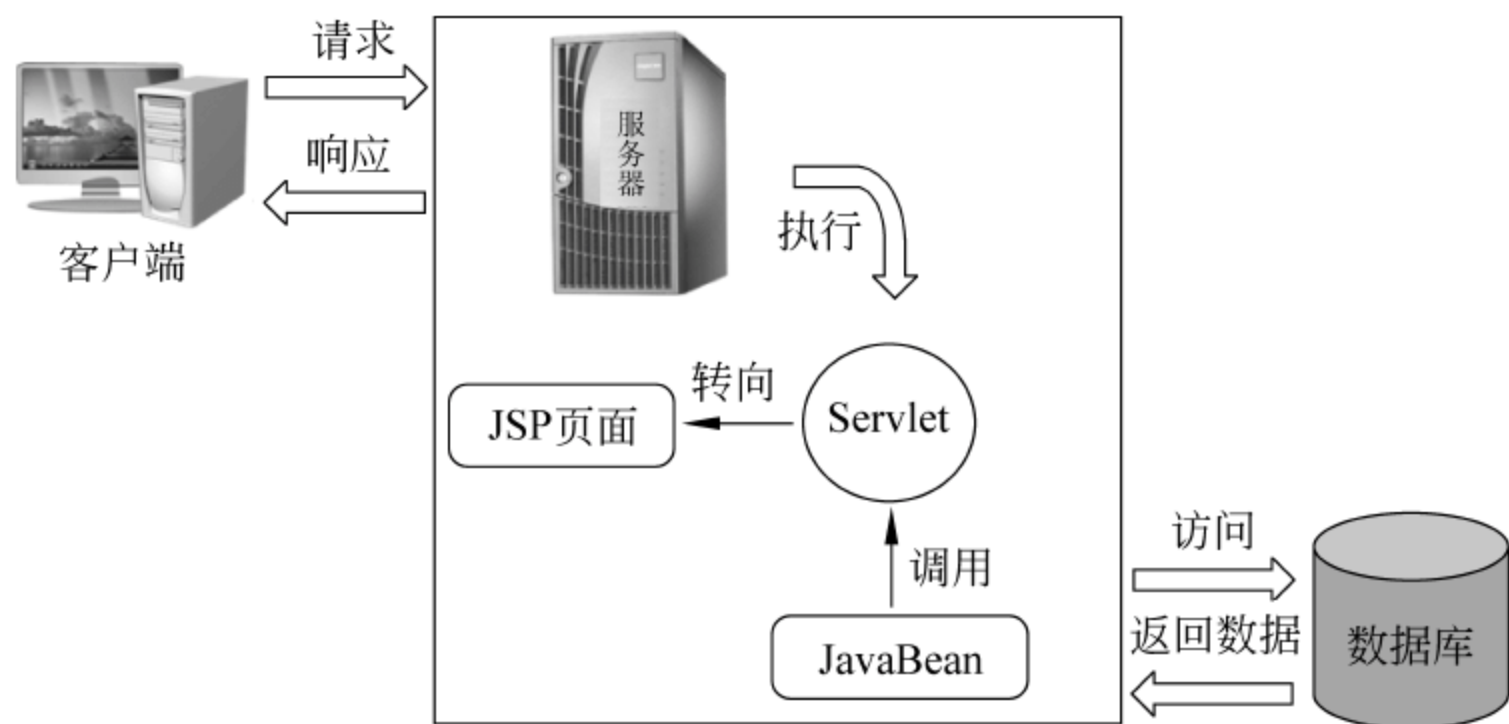 请求
响应
客户端
服务器
执行
转向
JSP页面
Servlet
调用
JavaBean
访问
返回数据
数据库